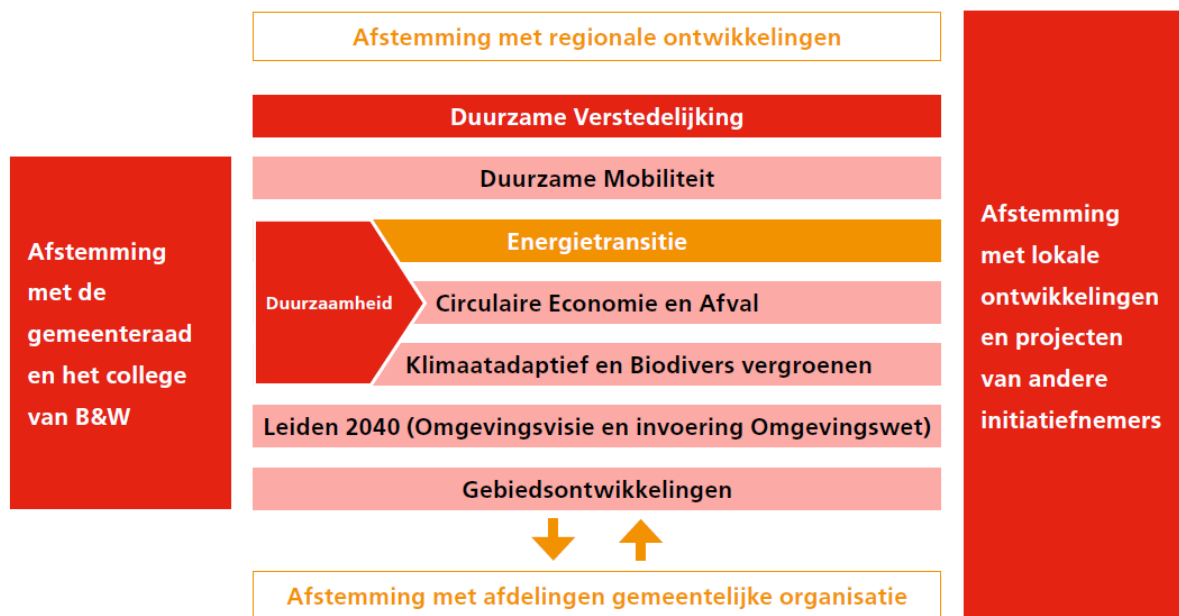 Afstemming met regionale ontwikkelingen
Duurzame Verstedelijking
Duurzame Mobiliteit
Energietransitie
Duurzaamheid
Circulaire Economie en Afval
Klimaatadaptief en Biodivers vergroenen
Leiden 2040 (Omgevingsvisie en invoering Omgevingswet)
Gebiedsontwikkelingen
Afstemming met afdelingen gemeentelijke organisatie
Afstemming
met de
gemeenteraad
en het college
van B&W
Afstemming
met lokale
ontwikkelingen
en projecten
van andere
initiatiefnemers